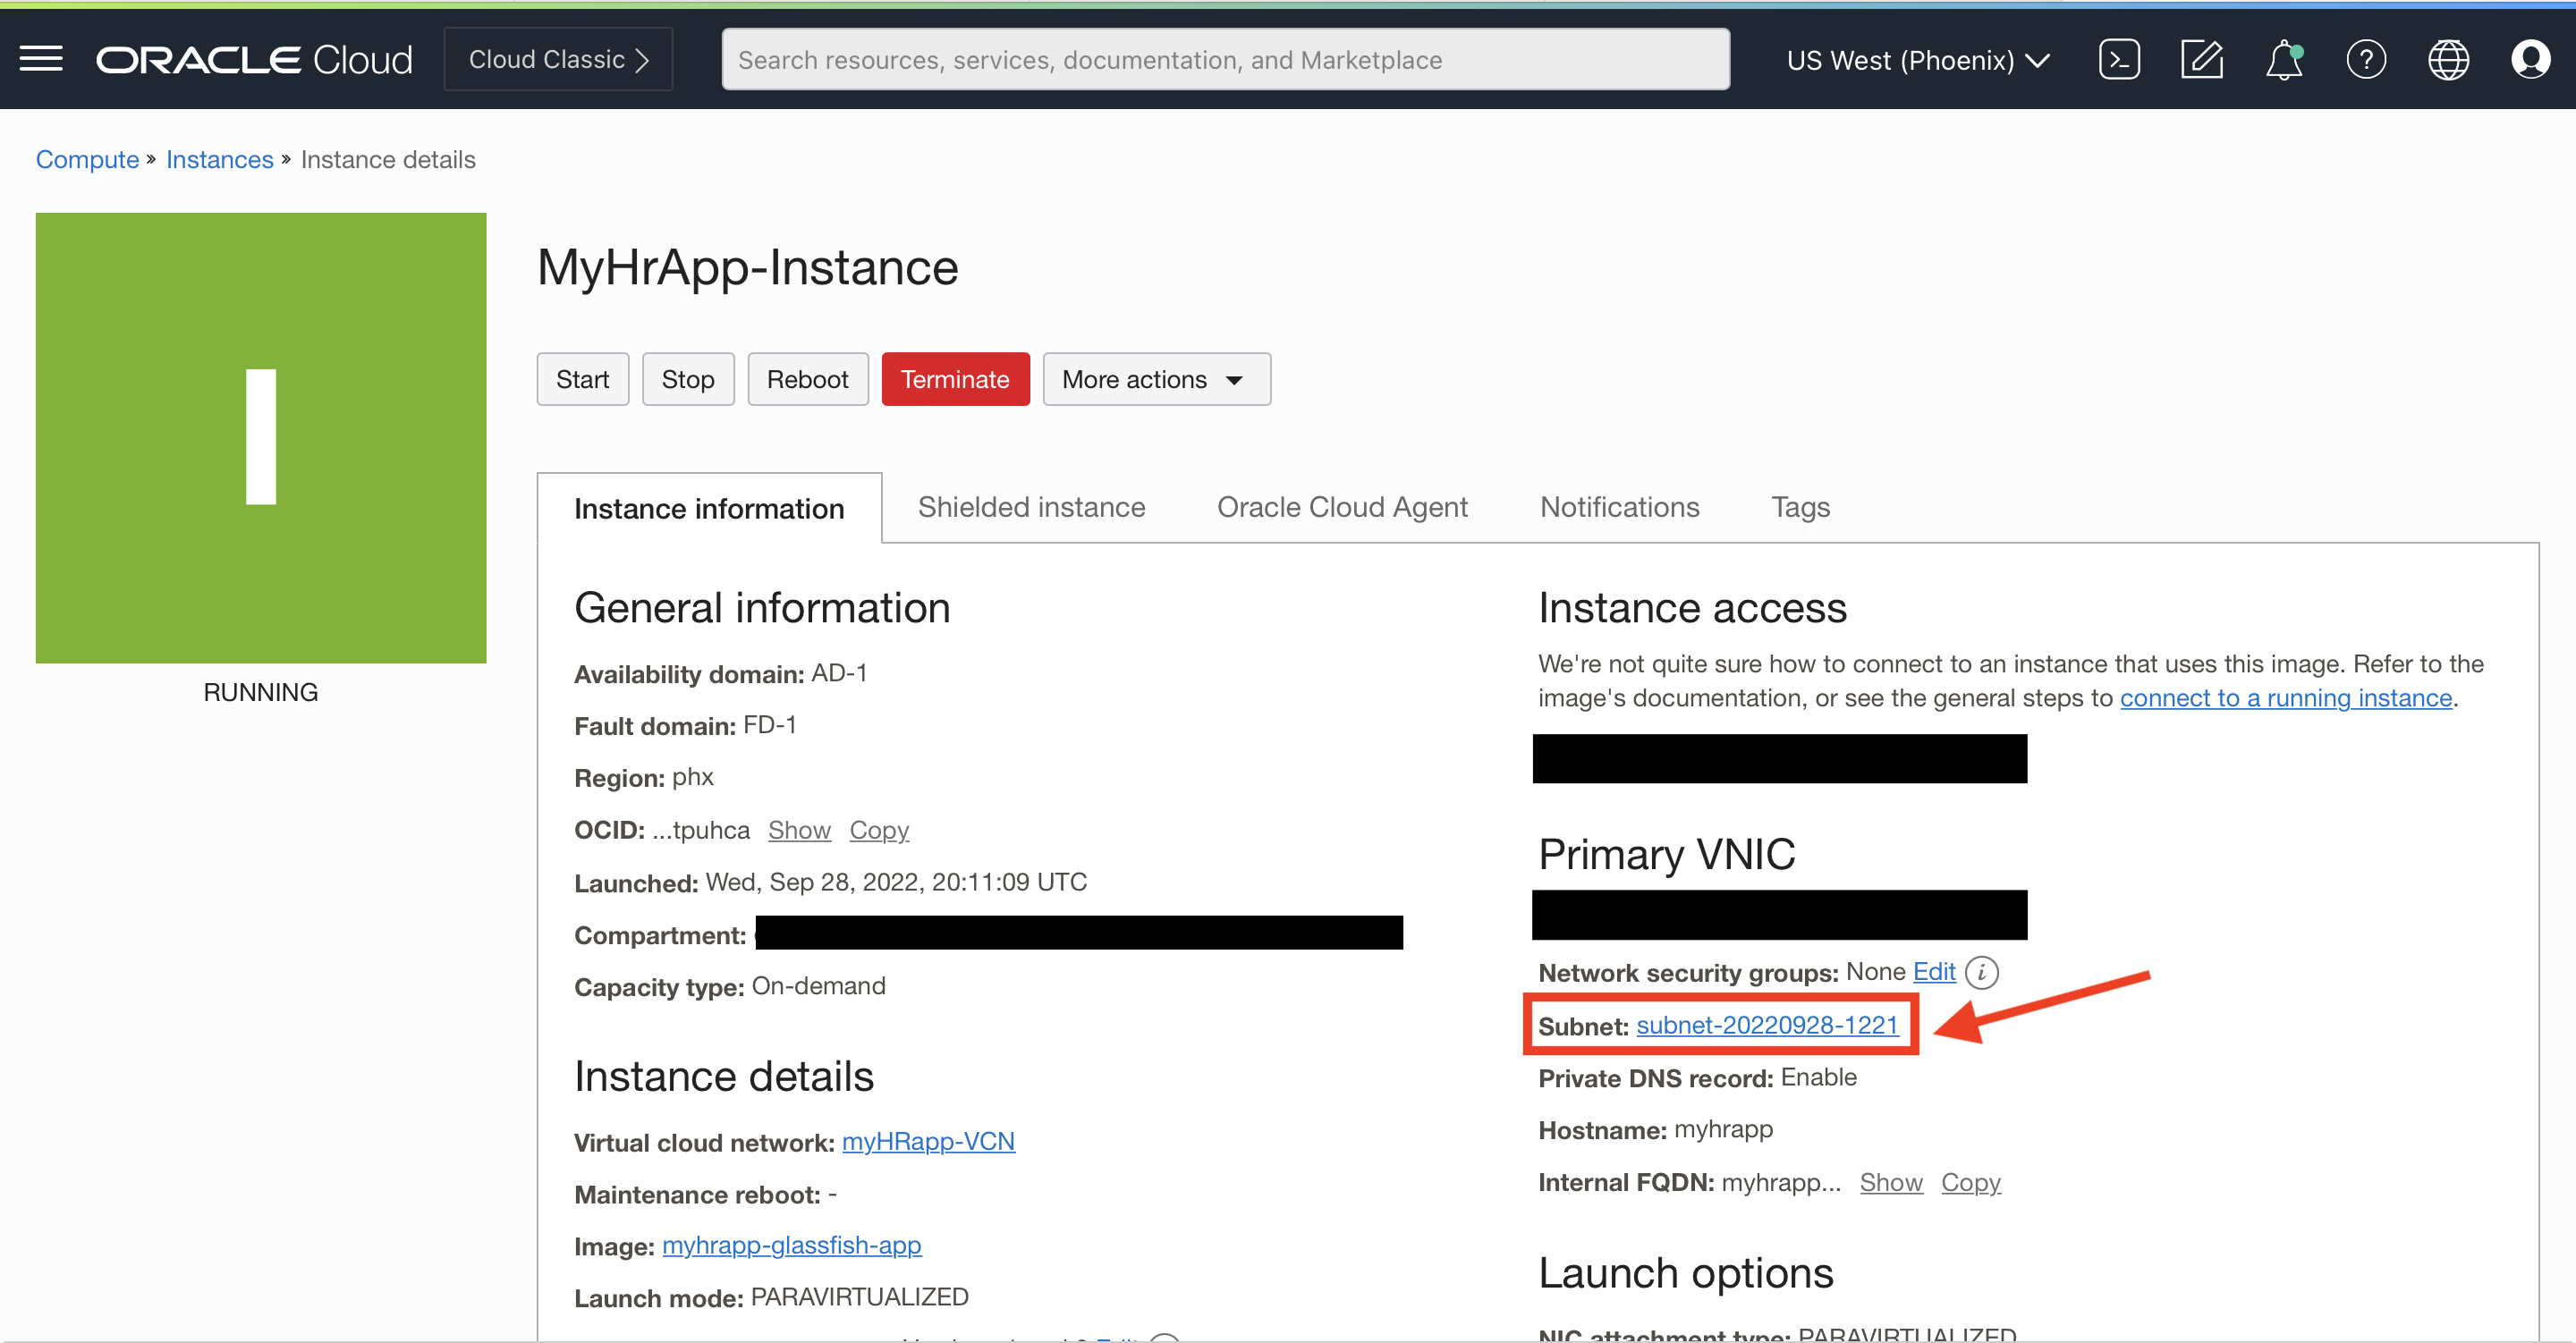 ORACLE Cloud
Cloud Classic
Search resources, services, documentation, and Marketplace
US West (Phoenix)
Compute » Instances » Instance details
I
RUNNING
MyHrApp-Instance
Start
Stop
Reboot
Terminate
More actions
Instance information
Shielded instance
Oracle Cloud Agent
Notifications
Tags
General information
Availability domain: AD-1
Fault domain: FD-1
Region: phx
OCID: ...tpuhca Show Copy
Launched: Wed, Sep 28, 2022, 20:11:09 UTC
Compartment:
Capacity type: On-demand
Instance details
Virtual cloud network: myHRapp-VCN
Maintenance reboot: -
Image: myhrapp-glassfish-app
Launch mode: PARAVIRTUALIZED
Instance access
We're not quite sure how to connect to an instance that uses this image. Refer to the
image's documentation, or see the general steps to connect to a running instance.
Primary VNIC
Network security groups: None Edit i
Subnet: subnet-20220928-1221
Private DNS record: Enable
Hostname: myhrapp
Internal FQDN: myhrapp... Show Copy
Launch options
NIC attachment type: PARAVIRTUALIZED